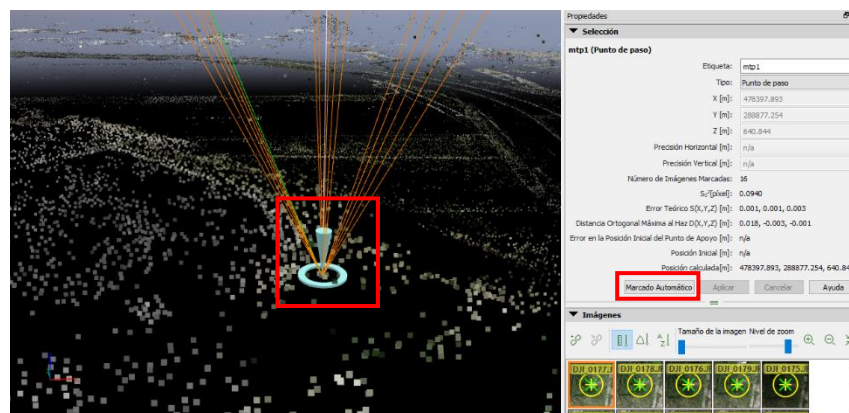 Propiedades
Selección
mtp1 (Punto de paso)
Etiqueta: mtp1
Tipo: Punto de paso
X [m]: 478397.893
Y [m]: 288877.254
Z [m]: 640.844
Precisión Horizontal [m]: n/a
Precisión Vertical [m]: n/a
Número de Imágenes Marcadas: 16
S₀²[píxel]: 0.0940
Error Teórico S(X,Y,Z) [m]: 0.001, 0.001, 0.003
Distancia Ortogonal Máxima al Haz D(X,Y,Z) [m]: 0.018, -0.003, -0.001
Error en la Posición Inicial del Punto de Apoyo [m]: n/a
Posición Inicial [m]: n/a
Posición calculada[m]: 478397.893, 288877.254, 640.84
Marcado Automático Aplicar Cancelar Ayuda
Imágenes
Tamaño de la imagen Nivel de zoom
DJI_0177.J DJI_0178.J DJI_0176.J DJI_0179.J DJI_0175.J